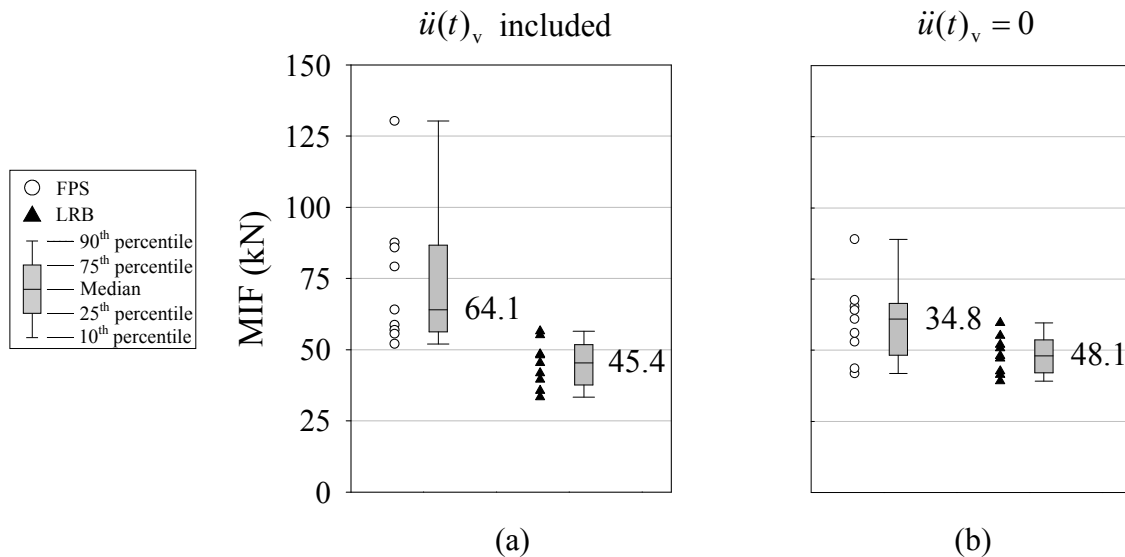 ü(t)v included
ü(t)v = 0
FPS
LRB
90th percentile
75th percentile
Median
25th percentile
10th percentile
MIF (kN)
150
125
100
75
50
25
0
64.1
45.4
34.8
48.1
(a)
(b)